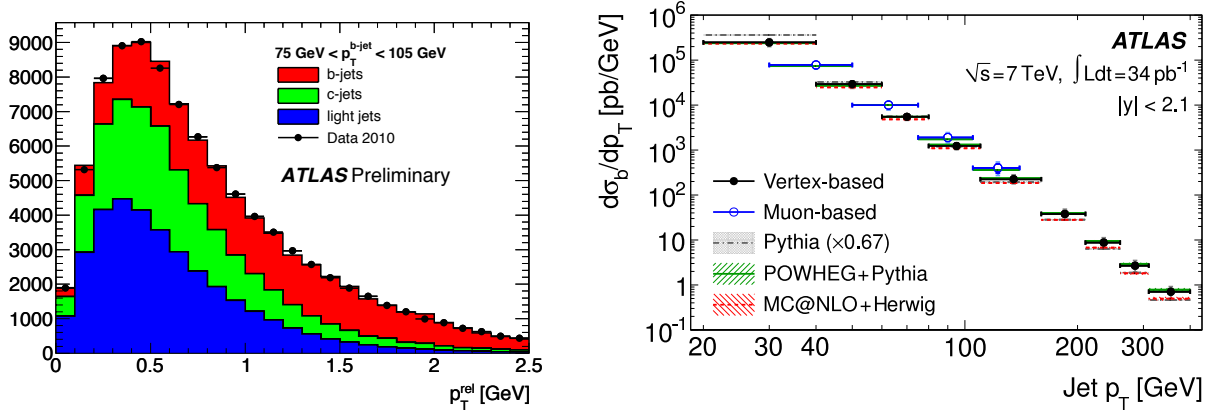 9000
8000
7000
6000
5000
4000
3000
2000
1000
0
0 0.5 1 1.5 2 2.5
p_T^rel [GeV]
75 GeV < p_T^b-jet < 105 GeV
b-jets
c-jets
light jets
Data 2010
ATLAS Preliminary
dσ_b/dp_T [pb/GeV]
10^6
10^5
10^4
10^3
10^2
10
1
10^-1
20 30 40 100 200 300
Jet p_T [GeV]
ATLAS
√s=7 TeV, ∫Ldt=34 pb^-1
|y| < 2.1
Vertex-based
Muon-based
Pythia (×0.67)
POWHEG+Pythia
MC@NLO+Herwig